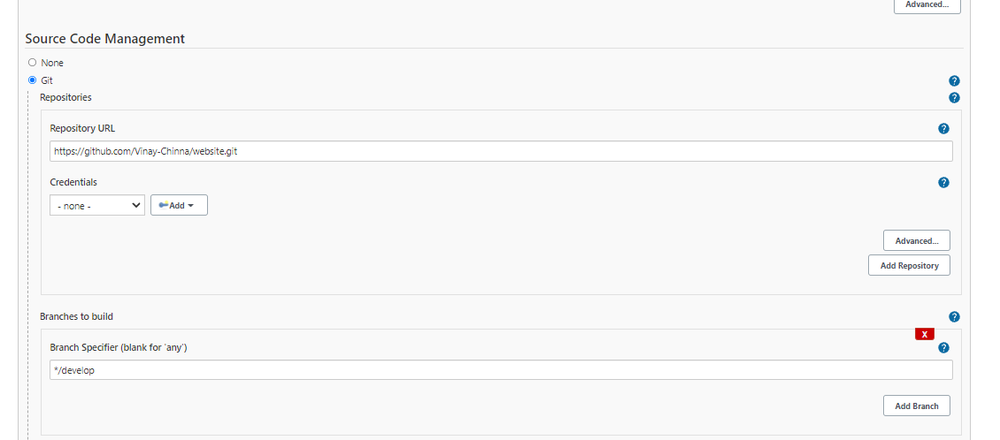 Advanced...
Source Code Management
None
Git
?
Repositories
?
Repository URL
?
https://github.com/Vinay-Chinna/website.git
Credentials
?
- none -
Add
Advanced...
Add Repository
Branches to build
?
X
Branch Specifier (blank for 'any')
?
*/develop
Add Branch